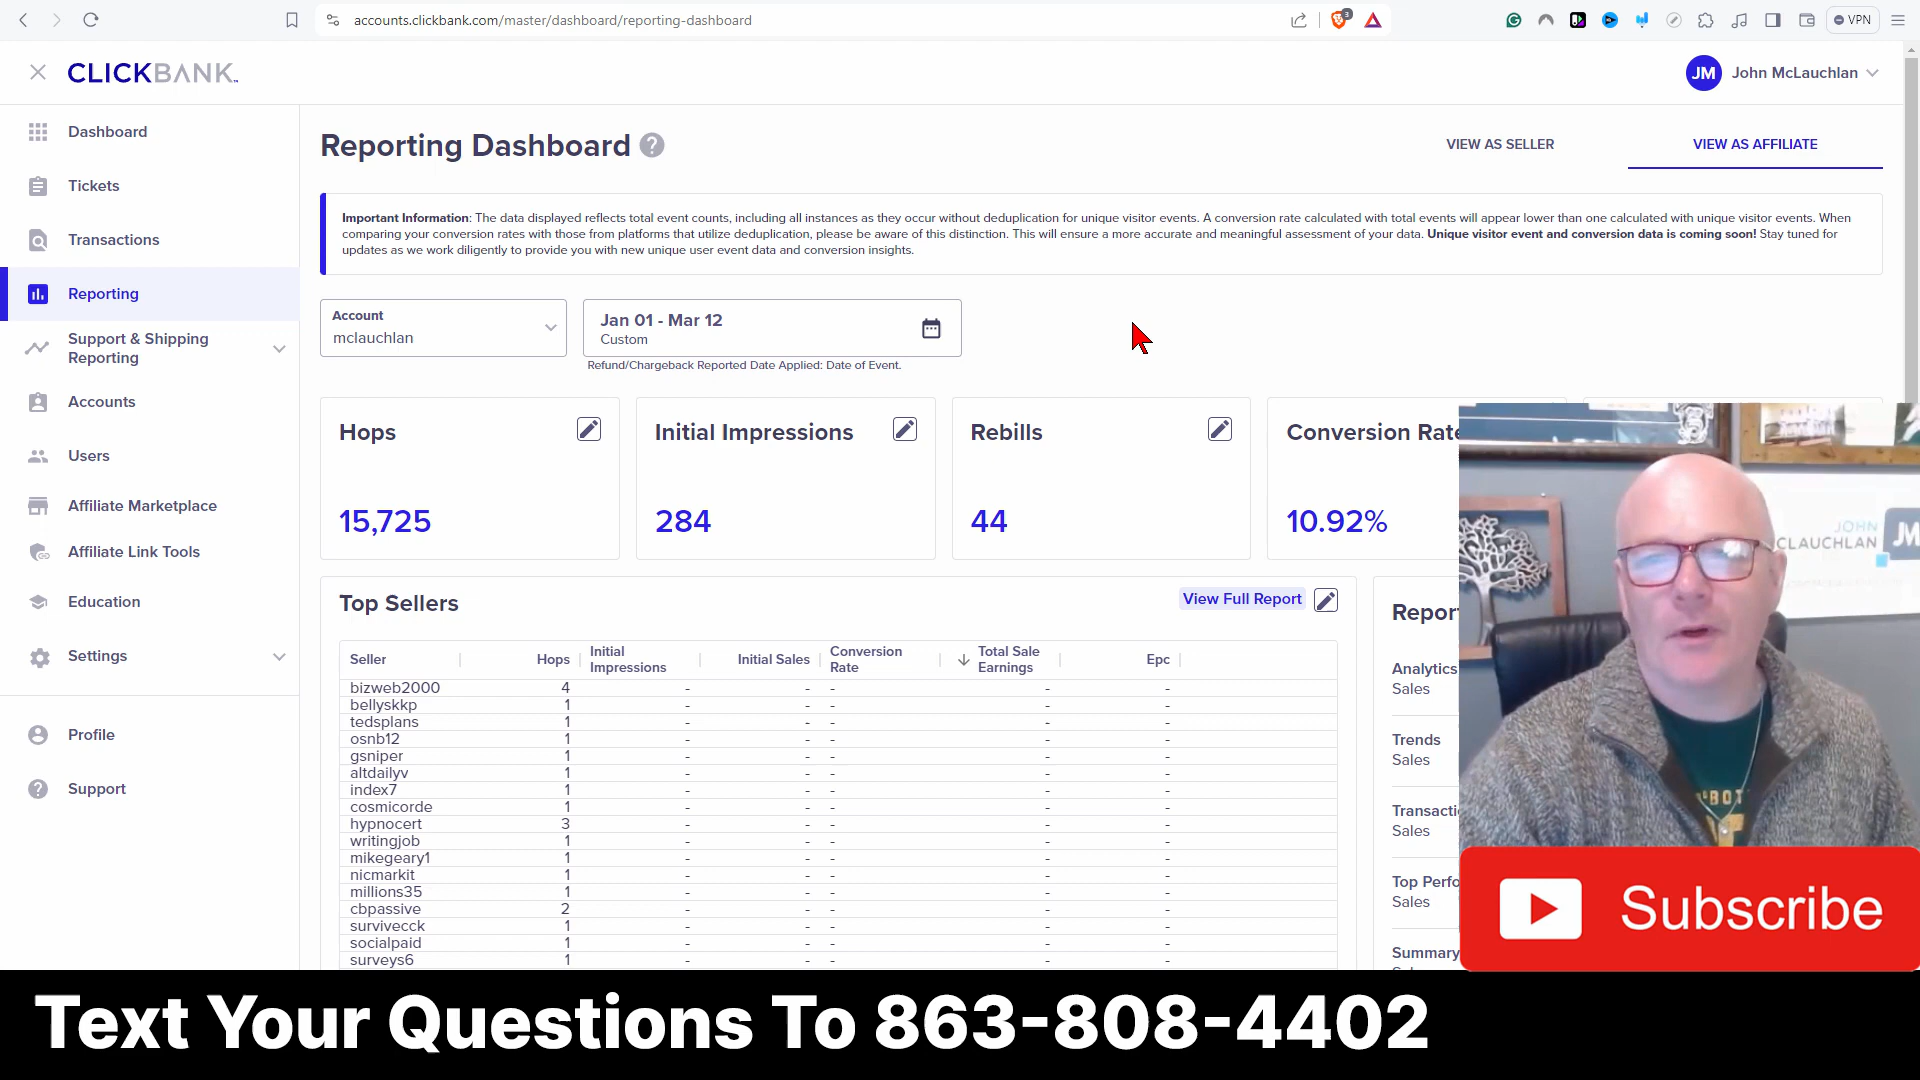 accounts.clickbank.com/master/dashboard/reporting-dashboard
3
VPN
CLICKBANK
JM
John McLauchlan
Dashboard
Tickets
Transactions
Reporting
Support & Shipping
Reporting
Accounts
Users
Affiliate Marketplace
Affiliate Link Tools
Education
Settings
Profile
Support
Reporting Dashboard
VIEW AS SELLER
VIEW AS AFFILIATE
Important Information: The data displayed reflects total event counts, including all instances as they occur without deduplication for unique visitor events. A conversion rate calculated with total events will appear lower than one calculated with unique visitor events. When
comparing your conversion rates with those from platforms that utilize deduplication, please be aware of this distinction. This will ensure a more accurate and meaningful assessment of your data. Unique visitor event and conversion data is coming soon! Stay tuned for
updates as we work diligently to provide you with new unique user event data and conversion insights.
Account
mclauchlan
Jan 01 - Mar 12
Custom
Refund/Chargeback Reported Date Applied: Date of Event.
Hops
15,725
Initial Impressions
284
Rebills
44
Conversion Rate
10.92%
Top Sellers
View Full Report
Seller Hops Initial Impressions Initial Sales Conversion Rate Total Sale Earnings Epc
bizweb2000 4 - - - - -
bellyskkp 1 - - - - -
tedsplans 1 - - - - -
osnb12 1 - - - - -
gsniper 1 - - - - -
altdailyv 1 - - - - -
index7 1 - - - - -
cosmicorde 1 - - - - -
hypnocert 3 - - - - -
writingjob 1 - - - - -
mikegeary1 1 - - - - -
nicmarkit 1 - - - - -
millions35 1 - - - - -
cbpassive 2 - - - - -
survivecck 1 - - - - -
socialpaid 1 - - - - -
surveys6 1 - - - - -
Repor
Analytics
Sales
Trends
Sales
Transacti
Sales
Top Perfo
Sales
Summary
JOHN
CLAUCHLAN
JM
Subscribe
Text Your Questions To 863-808-4402